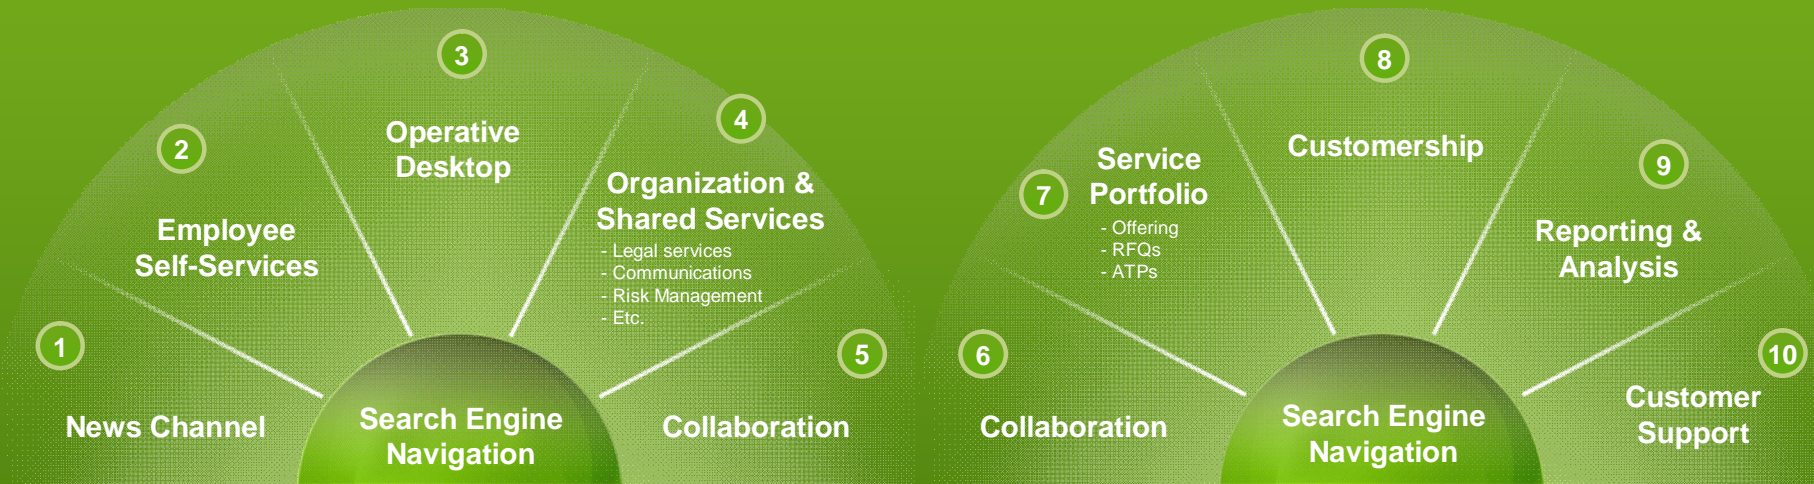 1
News Channel
2
Employee
Self-Services
3
Operative
Desktop
4
Organization &
Shared Services
- Legal services
- Communications
- Risk Management
- Etc.
5
Collaboration
Search Engine
Navigation
6
Collaboration
7
Service
Portfolio
- Offering
- RFQs
- ATPs
8
Customership
9
Reporting &
Analysis
10
Customer
Support
Search Engine
Navigation